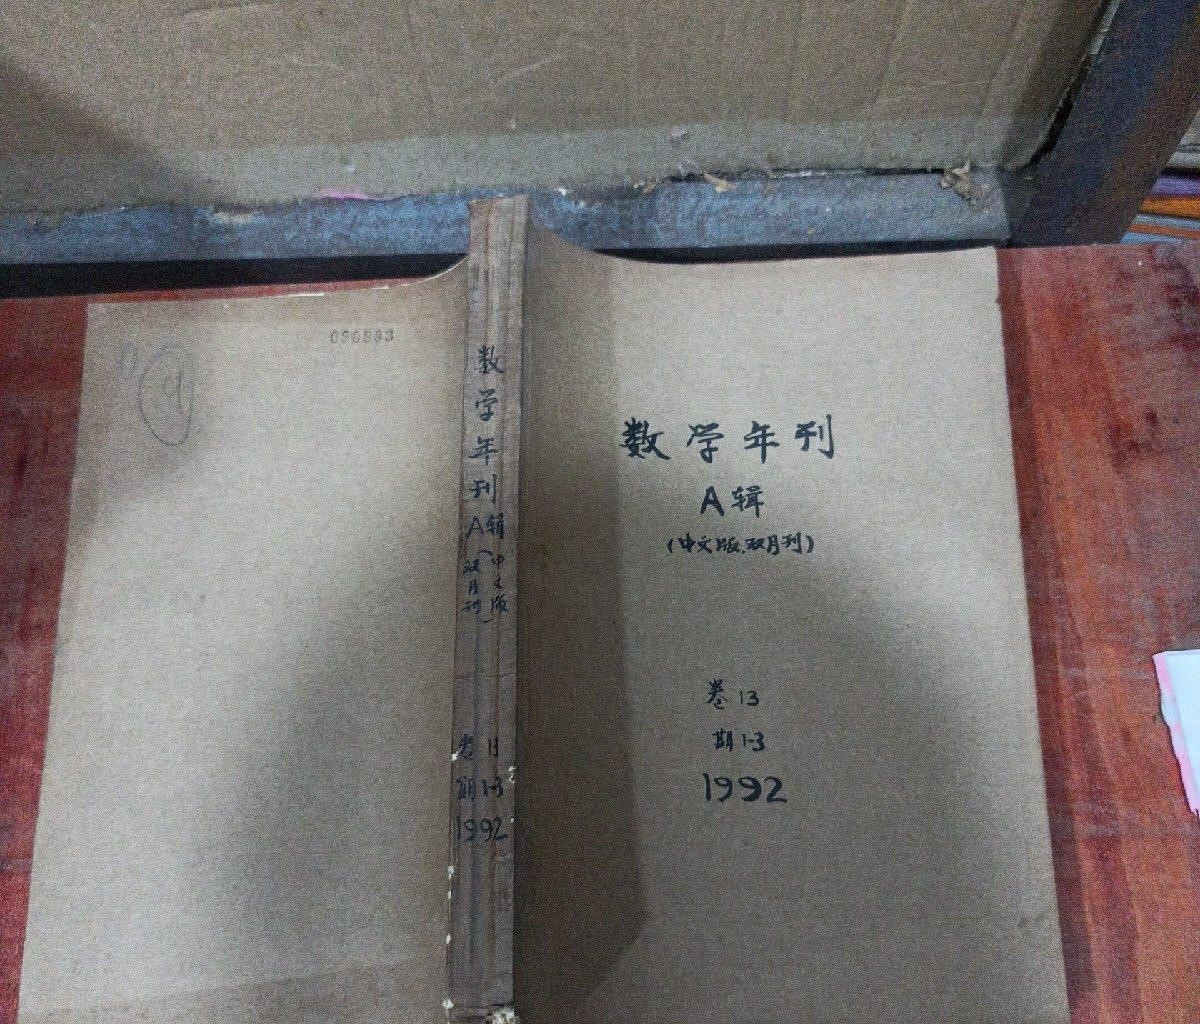 096893
数学年刊
A辑
(中文版
双月刊)
卷13
期1-3
1992
数学年刊
A辑
(中文版.双月刊)
卷13
期1-3
1992